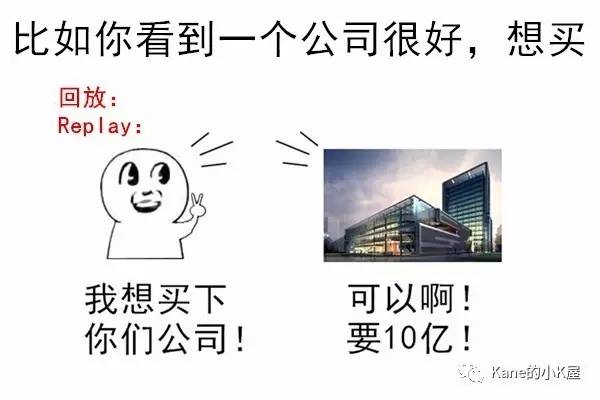 比如你看到一个公司很好，想买
回放：
Replay：
我想买下
你们公司！
可以啊！
要10亿！
Kane的小K屋